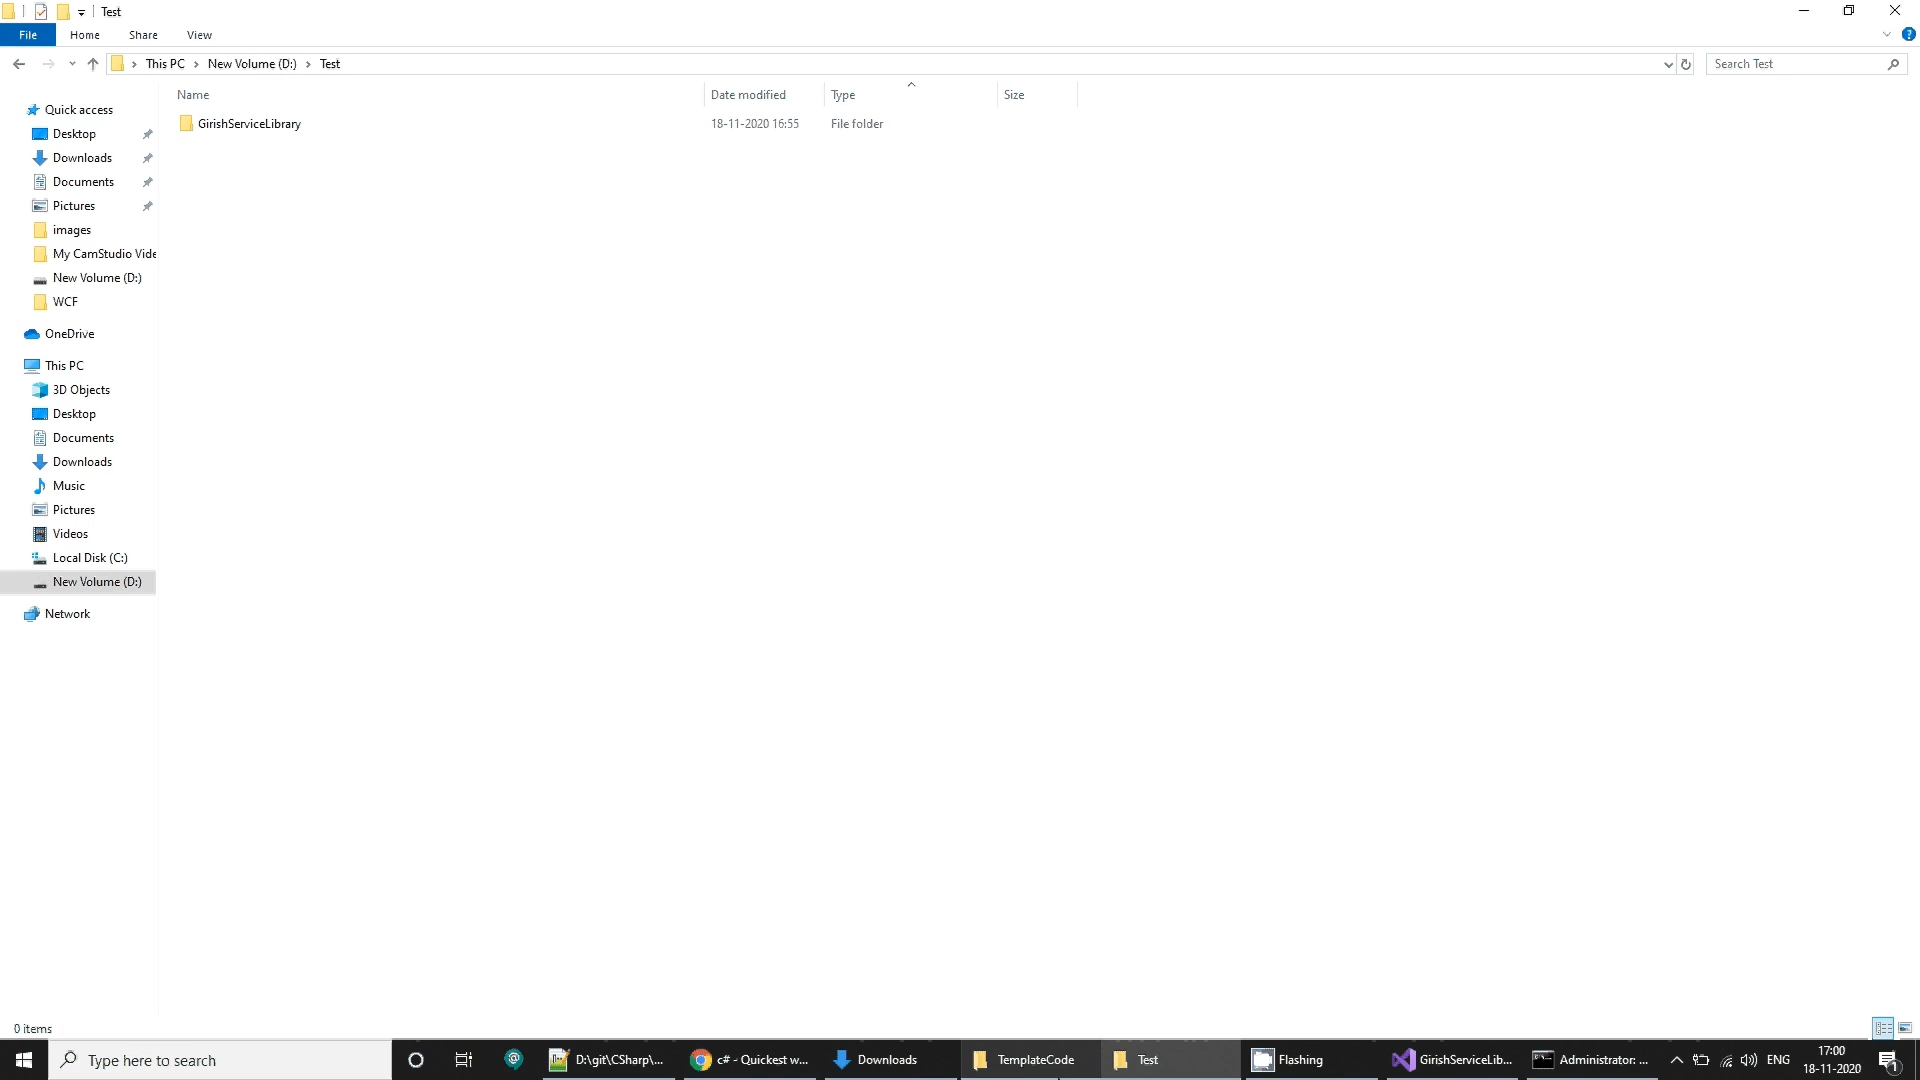 Test
File Home Share View
This PC New Volume (D:) Test
Search Test
Name Date modified Type Size
GirishServiceLibrary 18-11-2020 16:55 File folder
Quick access
Desktop
Downloads
Documents
Pictures
images
My CamStudio Vide
New Volume (D:)
WCF
OneDrive
This PC
3D Objects
Desktop
Documents
Downloads
Music
Pictures
Videos
Local Disk (C:)
New Volume (D:)
Network
0 items
Type here to search
D:\git\CSharp\...
c# - Quickest w...
Downloads
TemplateCode
Test
Flashing
GirishServiceLib...
Administrator: ...
ENG
17:00
18-11-2020
1